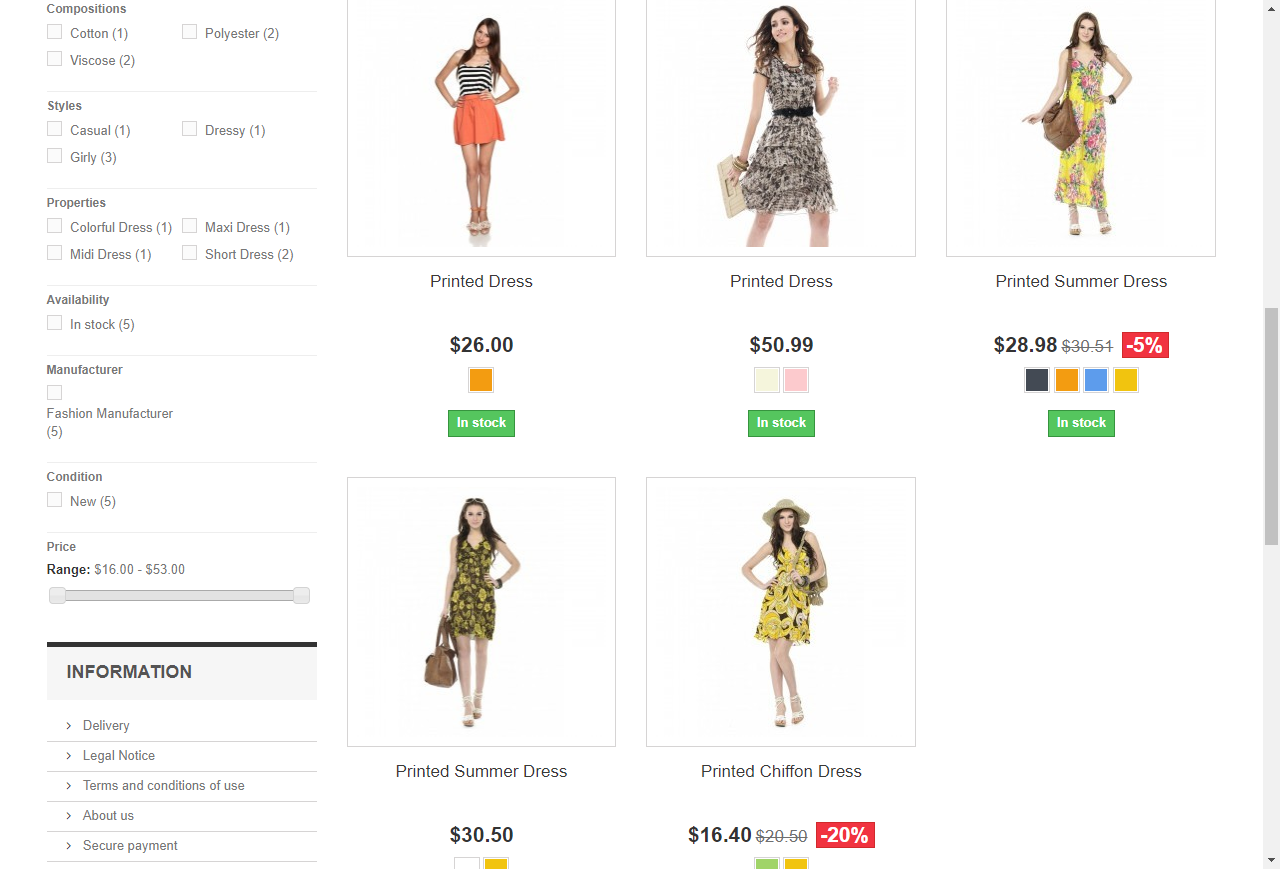 Compositions
Cotton (1)
Polyester (2)
Viscose (2)
Styles
Casual (1)
Dressy (1)
Girly (3)
Properties
Colorful Dress (1)
Maxi Dress (1)
Midi Dress (1)
Short Dress (2)
Availability
In stock (5)
Manufacturer
Fashion Manufacturer
(5)
Condition
New (5)
Price
Range: $16.00 - $53.00
INFORMATION
Delivery
Legal Notice
Terms and conditions of use
About us
Secure payment
Printed Dress
$26.00
In stock
Printed Dress
$50.99
In stock
Printed Summer Dress
$28.98 $30.51 -5%
In stock
Printed Summer Dress
$30.50
Printed Chiffon Dress
$16.40 $20.50 -20%